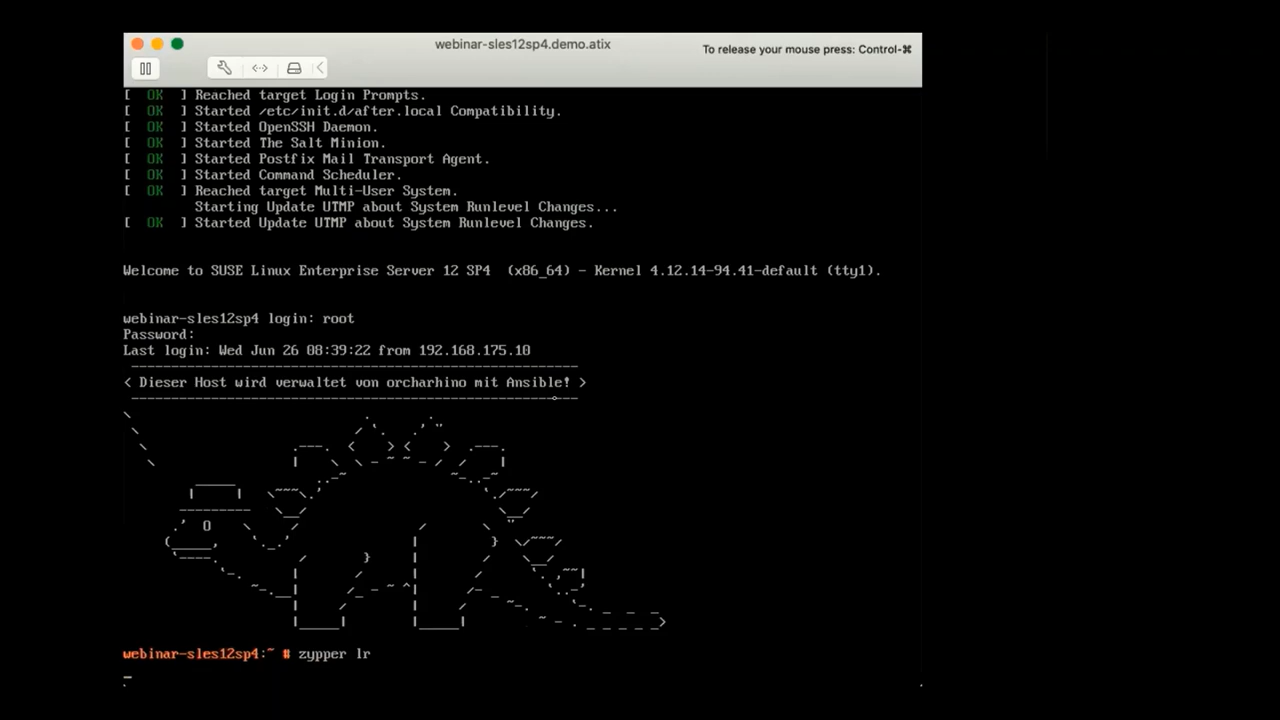 webinar-sles12sp4.demo.atix
To release your mouse press: Control-⌘
[  OK  ] Reached target Login Prompts.
[  OK  ] Started /etc/init.d/after.local Compatibility.
[  OK  ] Started OpenSSH Daemon.
[  OK  ] Started The Salt Minion.
[  OK  ] Started Postfix Mail Transport Agent.
[  OK  ] Started Command Scheduler.
[  OK  ] Reached target Multi-User System.
Starting Update UTMP about System Runlevel Changes...
[  OK  ] Started Update UTMP about System Runlevel Changes.
Welcome to SUSE Linux Enterprise Server 12 SP4  (x86_64) - Kernel 4.12.14-94.41-default (tty1).
webinar-sles12sp4 login: root
Password:
Last login: Wed Jun 26 08:39:22 from 192.168.175.10
< Dieser Host wird verwaltet von orcharhino mit Ansible! >
webinar-sles12sp4:~ # zypper lr